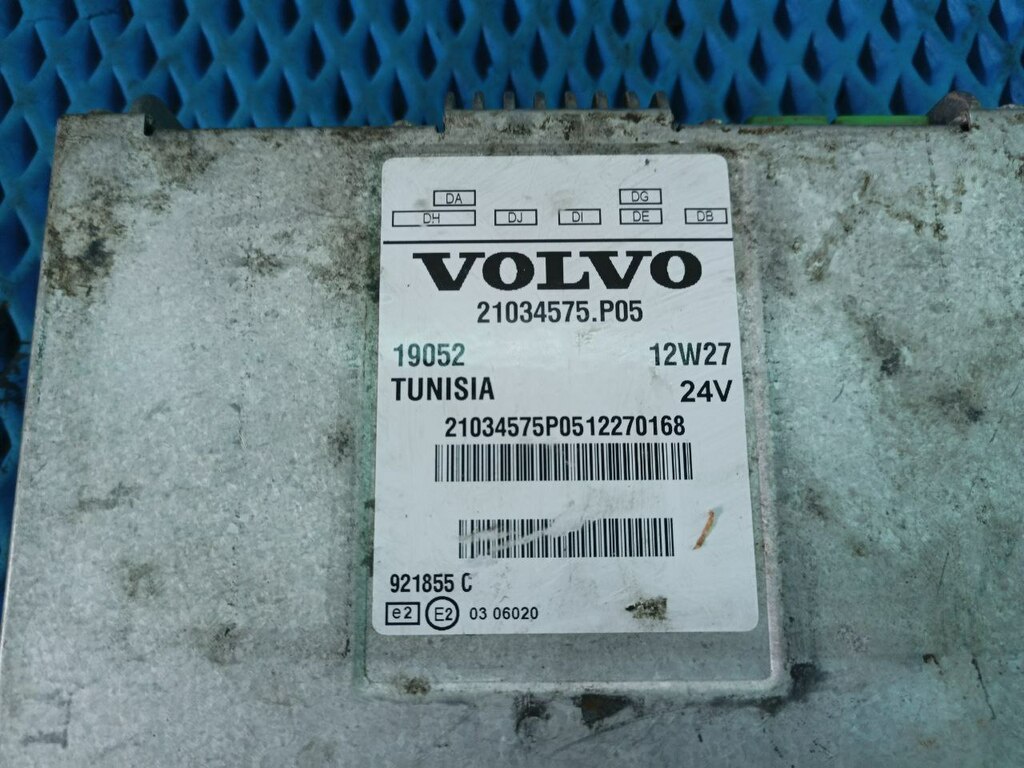 DA DG
DH DJ DI DE DB
VOLVO
21034575.P05
19052 12W27
TUNISIA 24V
21034575P0512270168
921855 C
e2 E2 03 06020